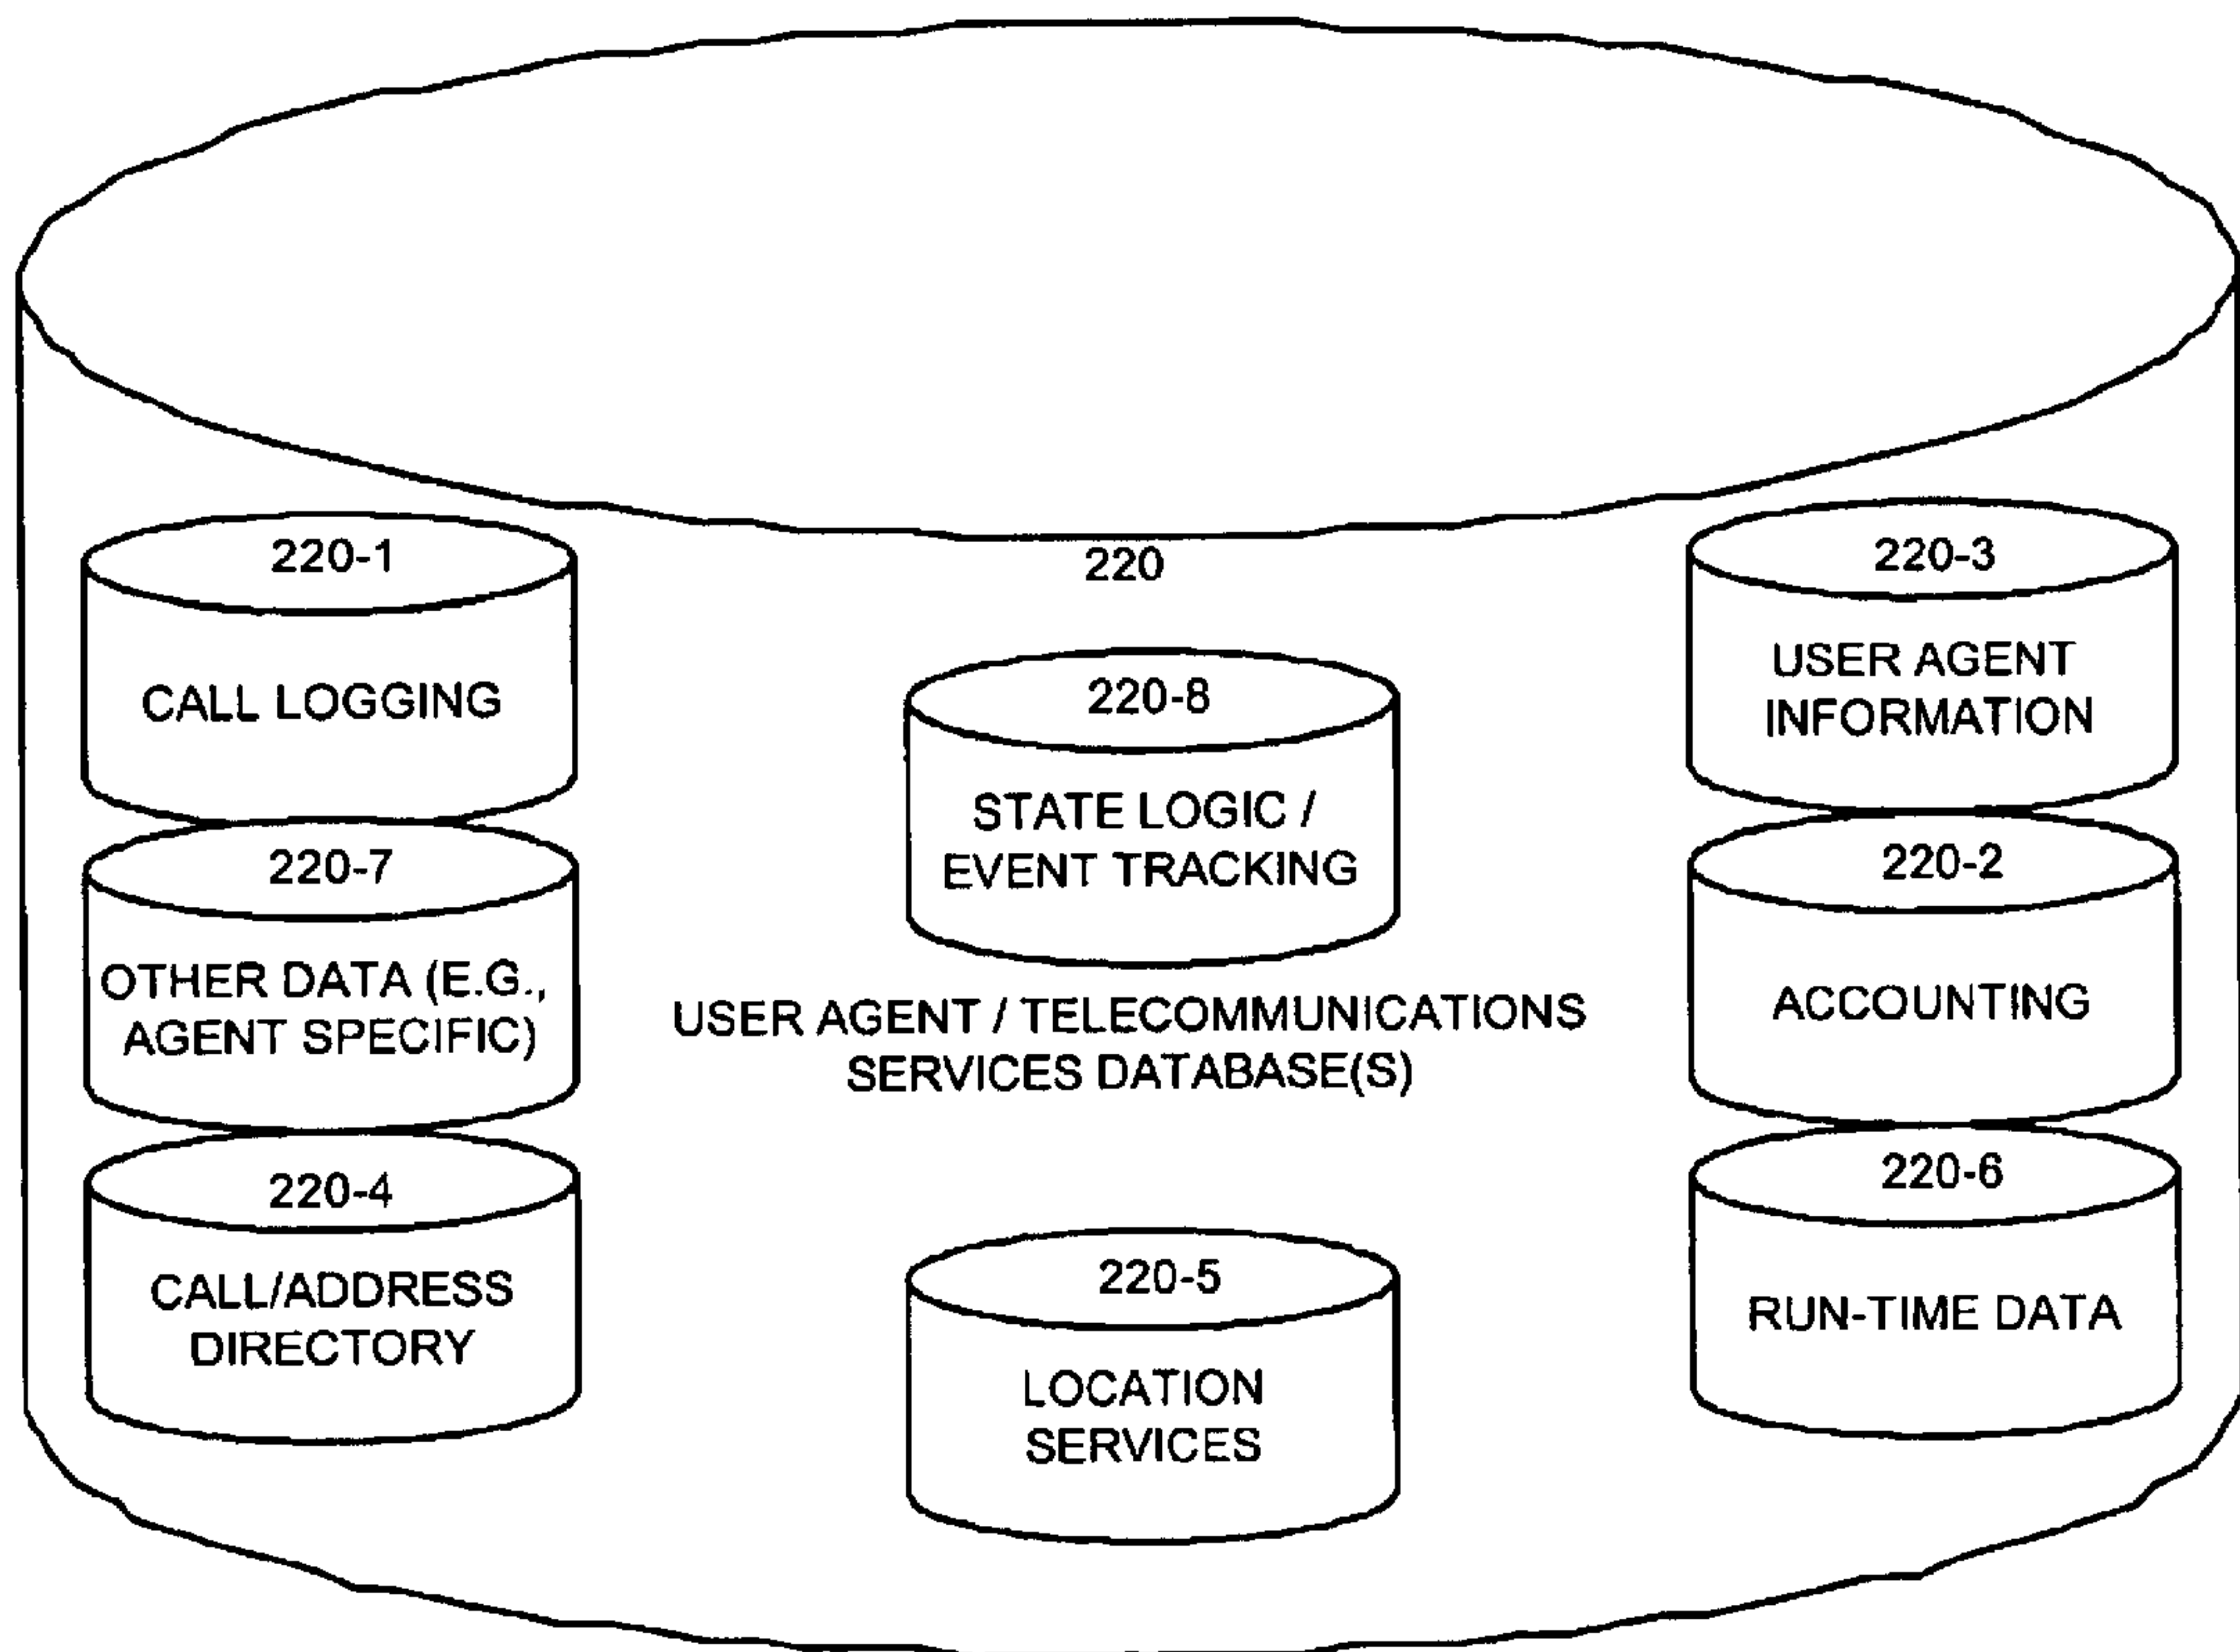 220-1
CALL LOGGING
220-7
OTHER DATA (E.G.,
AGENT SPECIFIC)
220-4
CALL/ADDRESS
DIRECTORY
220
220-8
STATE LOGIC /
EVENT TRACKING
USER AGENT / TELECOMMUNICATIONS
SERVICES DATABASE(S)
220-5
LOCATION
SERVICES
220-3
USER AGENT
INFORMATION
220-2
ACCOUNTING
220-6
RUN-TIME DATA